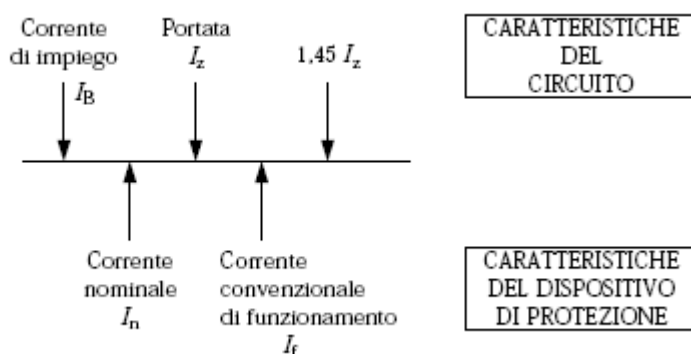 Corrente
di impiego
I_B
Portata
I_z
1,45 I_z
CARATTERISTICHE
DEL
CIRCUITO
Corrente
nominale
I_n
Corrente
convenzionale
di funzionamento
I_f
CARATTERISTICHE
DEL DISPOSITIVO
DI PROTEZIONE